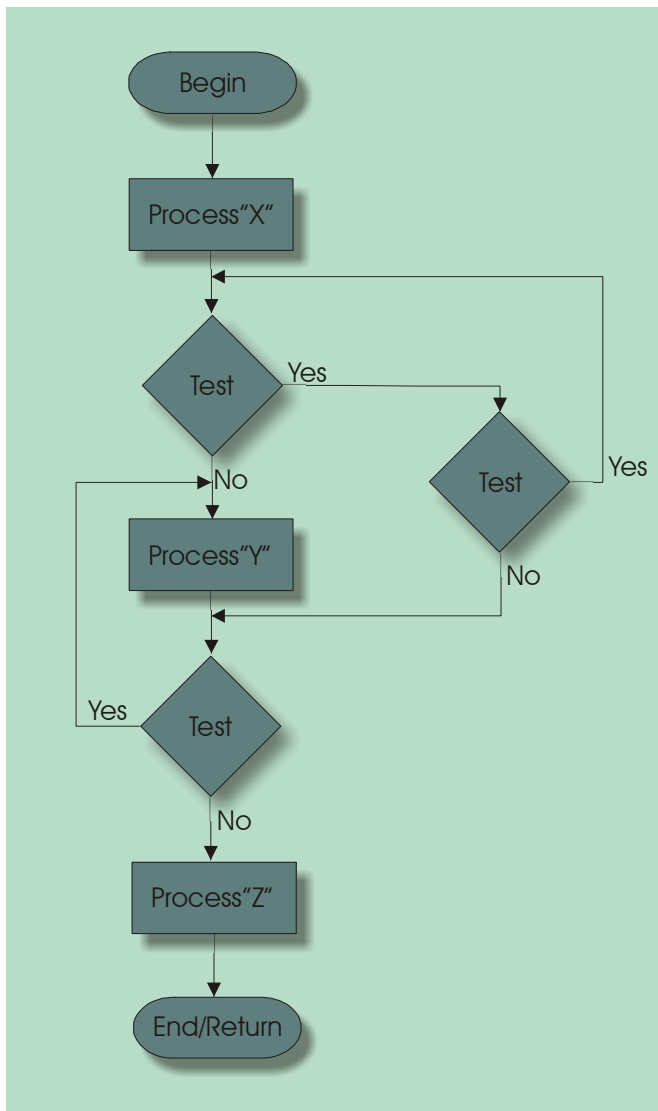 Begin
Process“X“
Test
Yes
Test
Yes
No
Process“Y“
No
Test
Yes
No
Process“Z“
End/Return